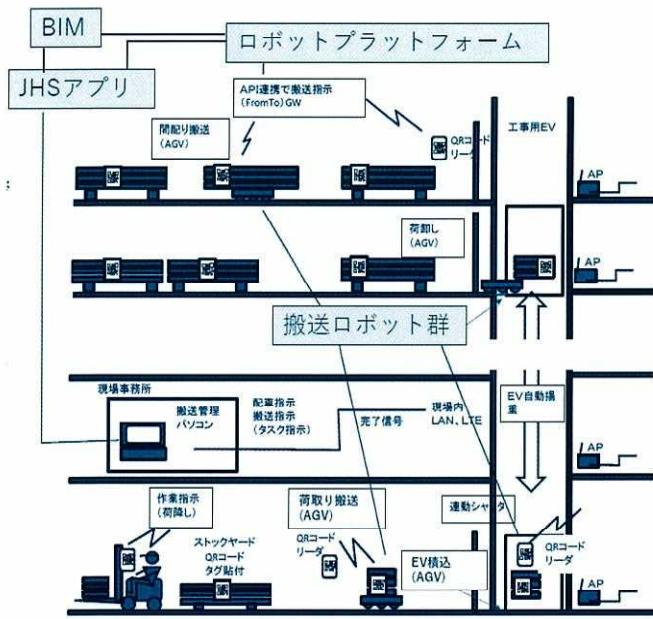 BIM
ロボットプラットフォーム
JHSアプリ
API連携で搬送指示
(FromTo)GW
間配り搬送
(AGV)
QRコード
リーダ
工事用EV
AP
荷卸し
(AGV)
AP
搬送ロボット群
現場事務所
搬送管理
パソコン
配車指示
搬送指示
(タスク指示)
完了信号
現場内
LAN、LTE
EV自動揚
重
AP
作業指示
(荷降し)
ストックヤード
QRコード
タグ貼付
荷取り搬送
(AGV)
QRコード
リーダ
連動シャッタ
EV積込
(AGV)
QRコード
リーダ
AP